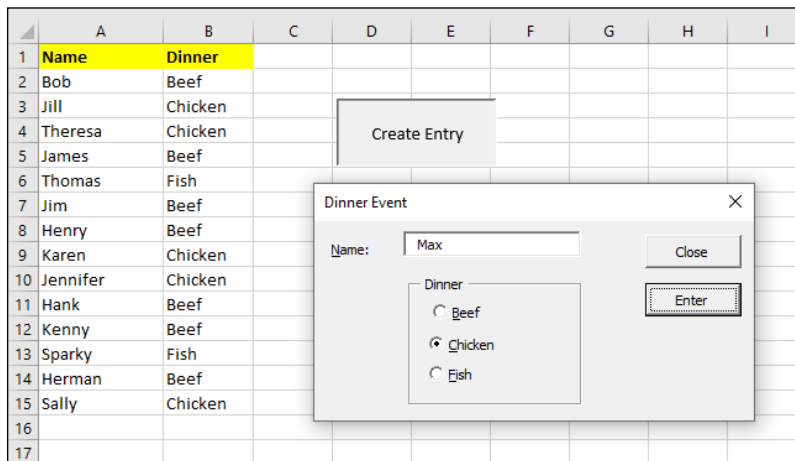 A B C D E F G H I
1 Name Dinner
2 Bob Beef
3 Jill Chicken
4 Theresa Chicken
5 James Beef
6 Thomas Fish
7 Jim Beef
8 Henry Beef
9 Karen Chicken
10 Jennifer Chicken
11 Hank Beef
12 Kenny Beef
13 Sparky Fish
14 Herman Beef
15 Sally Chicken
16
17
Create Entry
Dinner Event
Name: Max
Close
Dinner
Enter
Beef
Chicken
Fish